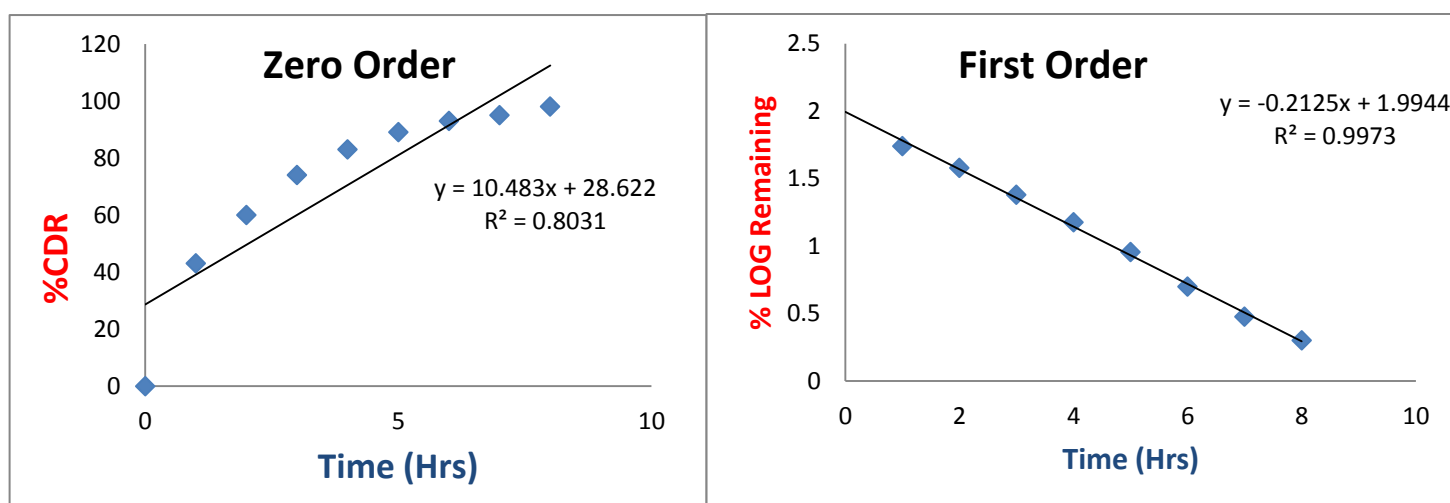 Zero Order
120
100
80
60
40
20
0
%CDR
y = 10.483x + 28.622
R² = 0.8031
0 5 10
Time (Hrs)
First Order
2.5
2
1.5
1
0.5
0
% LOG Remaining
y = -0.2125x + 1.9944
R² = 0.9973
0 2 4 6 8 10
Time (Hrs)